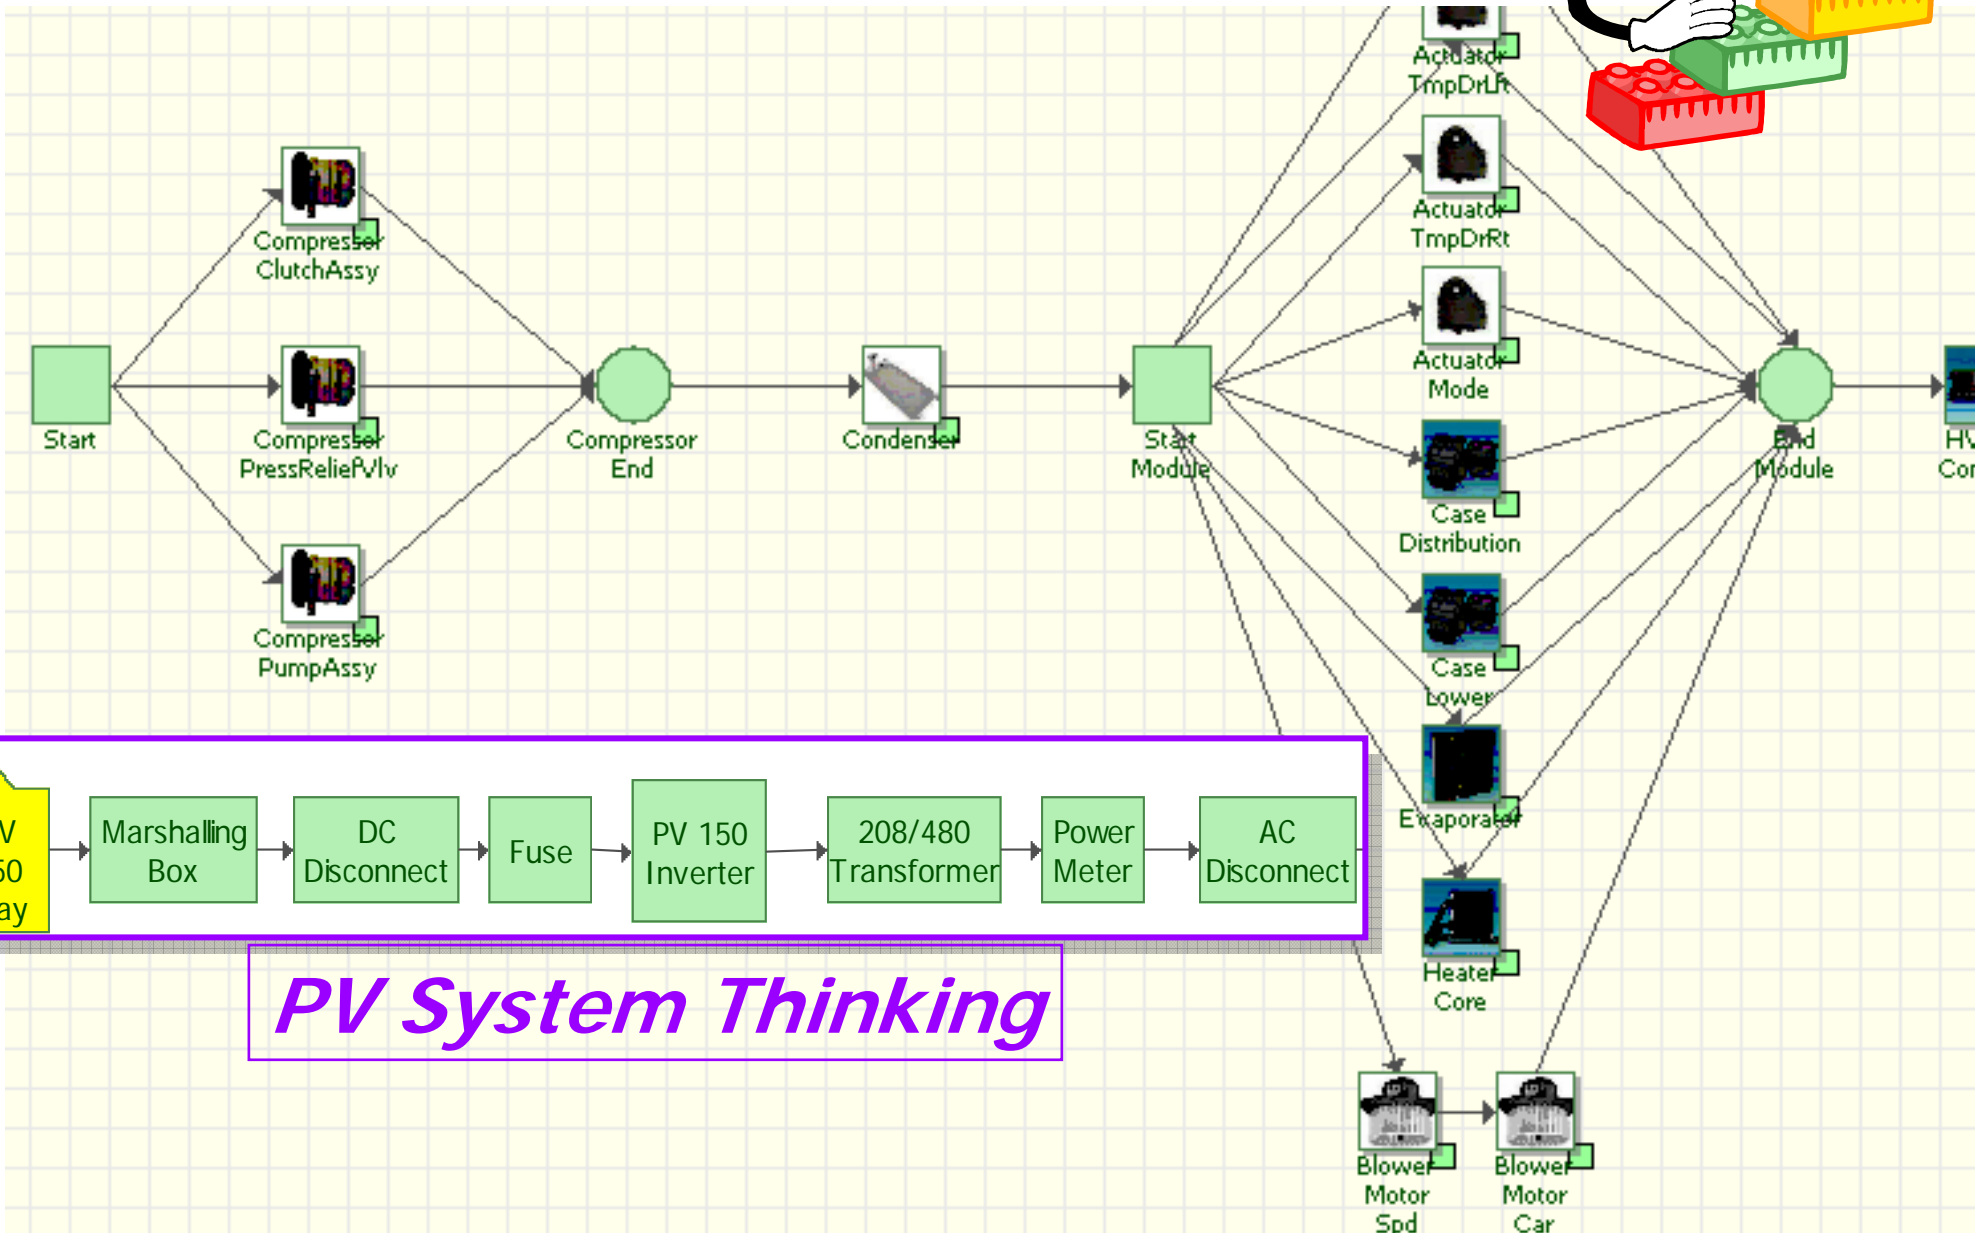 Actuator
TmpDrLft
Actuator
TmpDrRt
Actuator
Mode
Compressor
ClutchAssy
Start
Compressor
PressReliefVlv
Compressor
End
Condenser
Start
Module
End
Module
Compressor
PumpAssy
Case
Distribution
Case
Lower
Evaporator
Heater
Core
Blower
Motor
Spd
Blower
Motor
Car
Marshalling
Box
DC
Disconnect
Fuse
PV 150
Inverter
208/480
Transformer
Power
Meter
AC
Disconnect
PV System Thinking